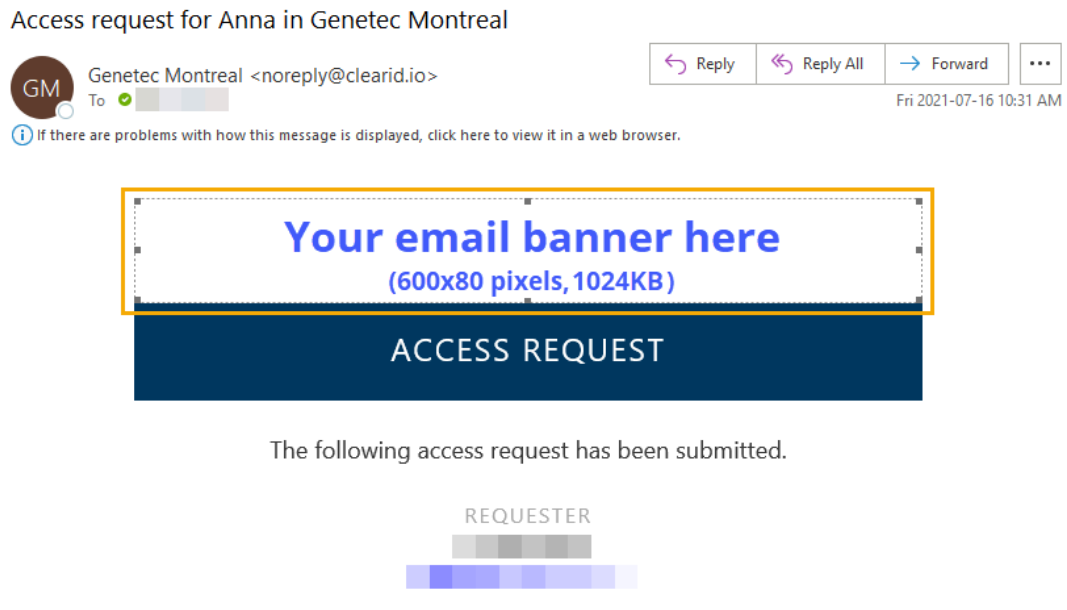 Access request for Anna in Genetec Montreal
GM
Genetec Montreal <noreply@clearid.io>
Reply
Reply All
Forward
To
Fri 2021-07-16 10:31 AM
If there are problems with how this message is displayed, click here to view it in a web browser.
Your email banner here
(600x80 pixels,1024KB)
ACCESS REQUEST
The following access request has been submitted.
REQUESTER